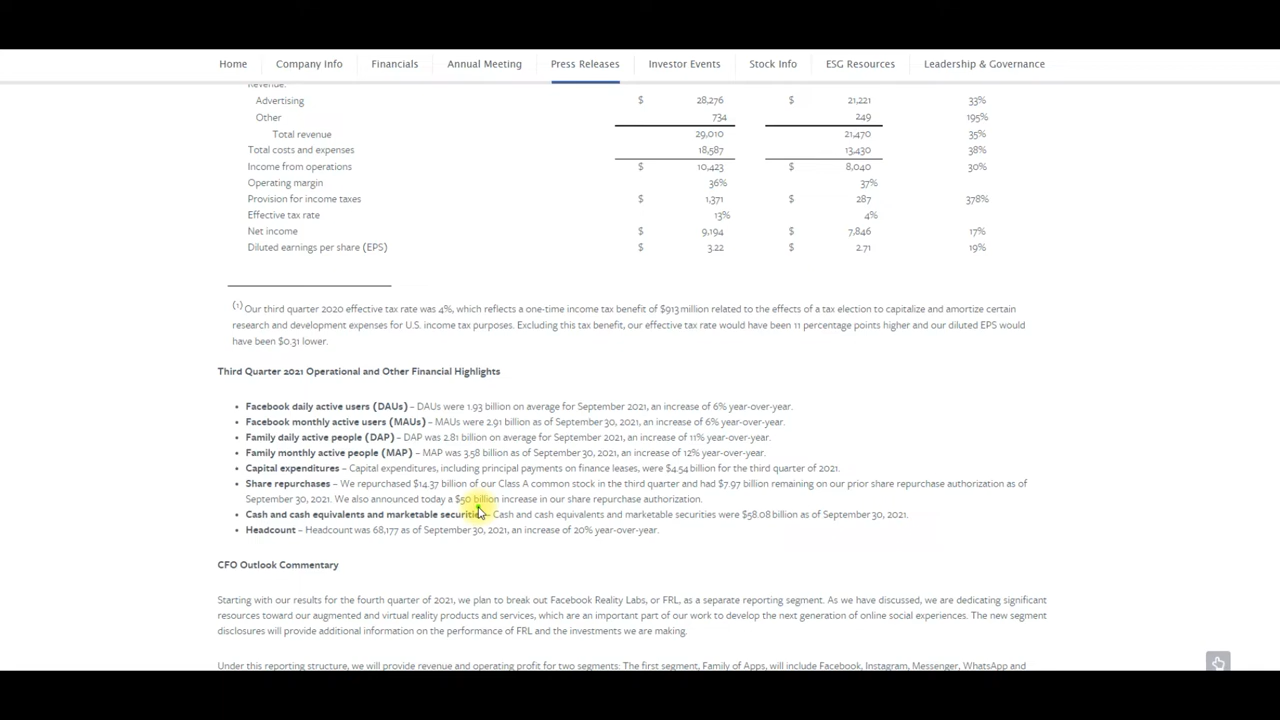 Home Company Info Financials Annual Meeting Press Releases Investor Events Stock Info ESG Resources Leadership & Governance
Revenue:
Advertising $ 28,276 $ 21,221 33%
Other 734 249 195%
Total revenue 29,010 21,470 35%
Total costs and expenses 18,587 13,430 38%
Income from operations $ 10,423 $ 8,040 30%
Operating margin 36% 37%
Provision for income taxes $ 1,371 $ 287 378%
Effective tax rate 13% 4%
Net income $ 9,194 $ 7,846 17%
Diluted earnings per share (EPS) $ 3.22 $ 2.71 19%
(1) Our third quarter 2020 effective tax rate was 4%, which reflects a one-time income tax benefit of $913 million related to the effects of a tax election to capitalize and amortize certain
research and development expenses for U.S. income tax purposes. Excluding this tax benefit, our effective tax rate would have been 11 percentage points higher and our diluted EPS would
have been $0.31 lower.
Third Quarter 2021 Operational and Other Financial Highlights
• Facebook daily active users (DAUs) – DAUs were 1.93 billion on average for September 2021, an increase of 6% year-over-year.
• Facebook monthly active users (MAUs) – MAUs were 2.91 billion as of September 30, 2021, an increase of 6% year-over-year.
• Family daily active people (DAP) – DAP was 2.81 billion on average for September 2021, an increase of 11% year-over-year.
• Family monthly active people (MAP) – MAP was 3.58 billion as of September 30, 2021, an increase of 12% year-over-year.
• Capital expenditures – Capital expenditures, including principal payments on finance leases, were $4.54 billion for the third quarter of 2021.
• Share repurchases – We repurchased $14.37 billion of our Class A common stock in the third quarter and had $7.97 billion remaining on our prior share repurchase authorization as of
September 30, 2021. We also announced today a $50 billion increase in our share repurchase authorization.
• Cash and cash equivalents and marketable securities – Cash and cash equivalents and marketable securities were $58.08 billion as of September 30, 2021.
• Headcount – Headcount was 68,177 as of September 30, 2021, an increase of 20% year-over-year.
CFO Outlook Commentary
Starting with our results for the fourth quarter of 2021, we plan to break out Facebook Reality Labs, or FRL, as a separate reporting segment. As we have discussed, we are dedicating significant
resources toward our augmented and virtual reality products and services, which are an important part of our work to develop the next generation of online social experiences. The new segment
disclosures will provide additional information on the performance of FRL and the investments we are making.
Under this reporting structure, we will provide revenue and operating profit for two segments: The first segment, Family of Apps, will include Facebook, Instagram, Messenger, WhatsApp and